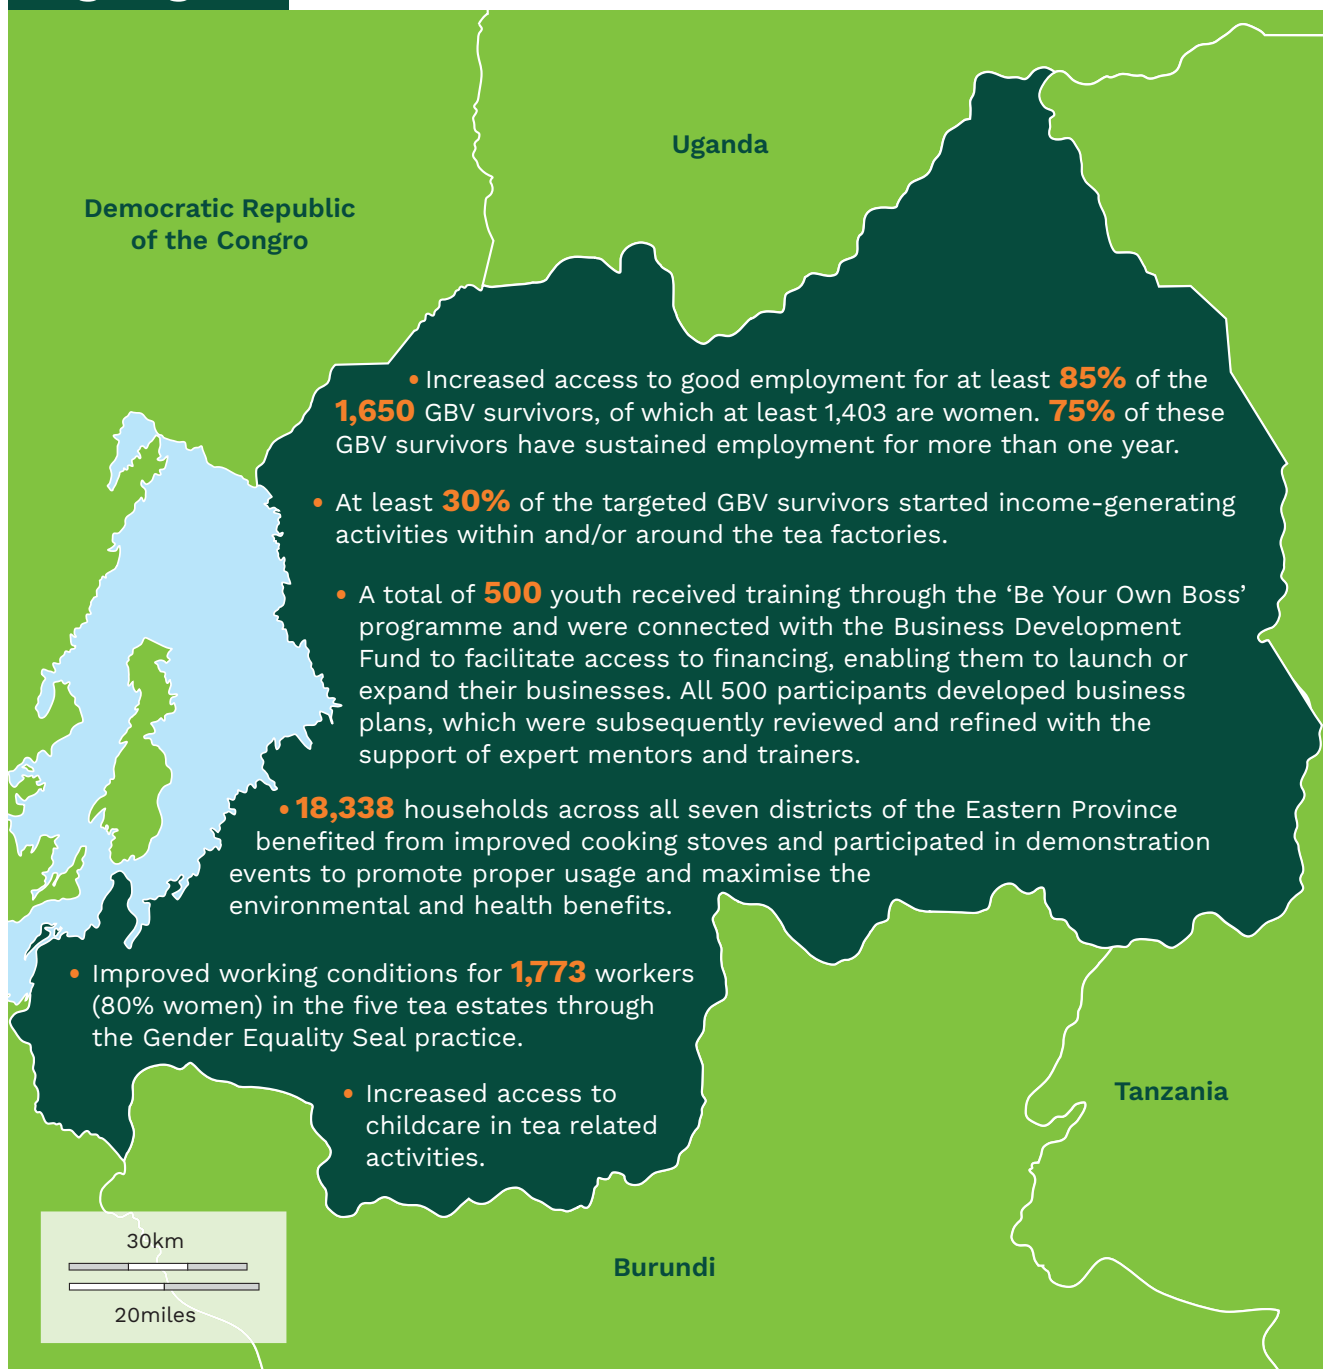 Uganda
Democratic Republic
of the Congro
• Increased access to good employment for at least 85% of the
1,650 GBV survivors, of which at least 1,403 are women. 75% of these
GBV survivors have sustained employment for more than one year.
• At least 30% of the targeted GBV survivors started income-generating
activities within and/or around the tea factories.
• A total of 500 youth received training through the ‘Be Your Own Boss’
programme and were connected with the Business Development
Fund to facilitate access to financing, enabling them to launch or
expand their businesses. All 500 participants developed business
plans, which were subsequently reviewed and refined with the
support of expert mentors and trainers.
• 18,338 households across all seven districts of the Eastern Province
benefited from improved cooking stoves and participated in demonstration
events to promote proper usage and maximise the
environmental and health benefits.
• Improved working conditions for 1,773 workers
(80% women) in the five tea estates through
the Gender Equality Seal practice.
• Increased access to
childcare in tea related
activities.
Tanzania
Burundi
30km
20miles